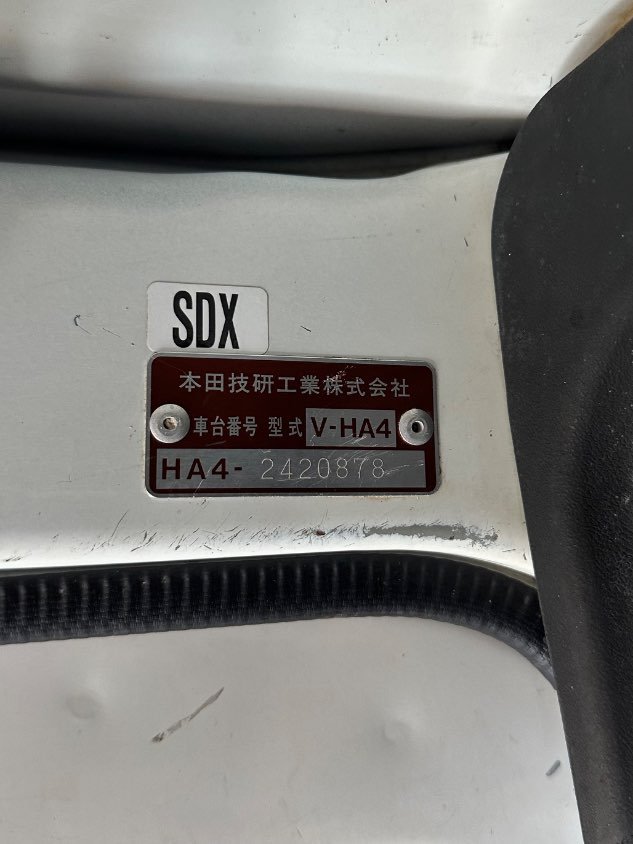 SDX
本田技研工業株式会社
車台番号 型式 V-HA4
HA4- 2420878